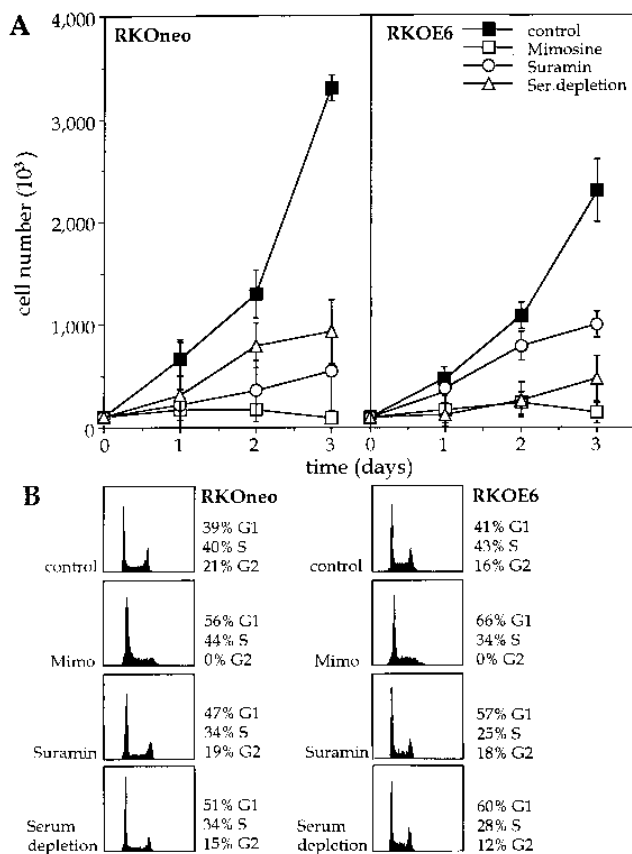 A
RKOneo
RKOE6
control
Mimosine
Suramin
Ser.depletion
4,000
3,000
2,000
1,000
0
cell number (10³)
0 1 2 3
0 1 2 3
time (days)
B
RKOneo
RKOE6
control
39% G1
40% S
21% G2
control
41% G1
43% S
16% G2
Mimo
56% G1
44% S
0% G2
Mimo
66% G1
34% S
0% G2
Suramin
47% G1
34% S
19% G2
Suramin
57% G1
25% S
18% G2
Serum
depletion
51% G1
34% S
15% G2
Serum
depletion
60% G1
28% S
12% G2